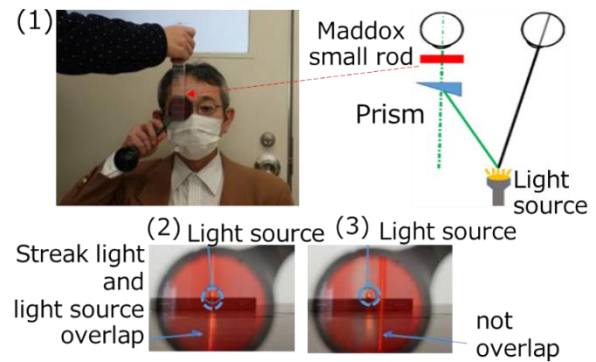 (1)
Maddox
small rod
Prism
Light
source
(2) Light source
Streak light
and
light source
overlap
(3) Light source
not
overlap